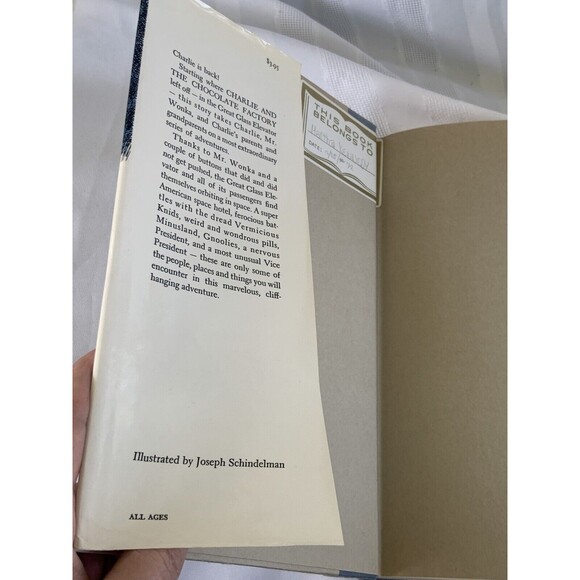 $3.95
Charlie is back!
Starting where CHARLIE AND
THE CHOCOLATE FACTORY
left off — in the Great Glass Elevator
— this story takes Charlie, Mr.
Wonka, and Charlie's parents and
grandparents on a most extraordinary
series of adventures.
Thanks to Mr. Wonka and a
couple of buttons that did and did
not get pushed, the Great Glass Ele-
vator and all of its passengers find
themselves orbiting in space. A super
American space hotel, ferocious bat-
tles with the dread Vermicious
Knids, weird and wondrous pills,
Minusland, Gnoolies, a nervous
President, and a most unusual Vice
President — these are only some of
the people, places and things you will
encounter in this marvelous, cliff-
hanging adventure.
Illustrated by Joseph Schindelman
ALL AGES
THIS BOOK
BELONGS TO
DATE: